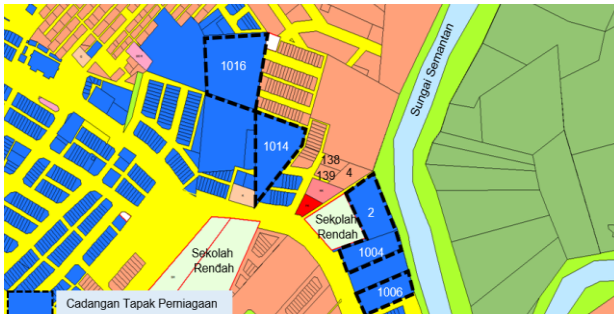 1016
Sungai Semantan
1014
138
139
4
2
Sekolah
Rendah
Sekolah
Rendah
1004
1006
Cadangan Tapak Perniagaan